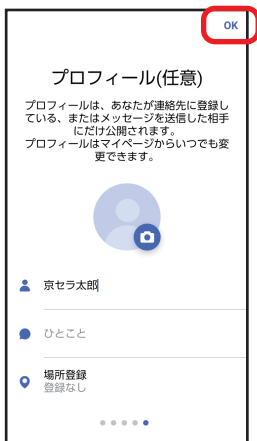 OK
プロフィール(任意)
プロフィールは、あなたが連絡先に登録し
ている、またはメッセージを送信した相手
にだけ公開されます。
プロフィールはマイページからいつでも変
更できます。
京セラ太郎
ひとこと
場所登録
登録なし